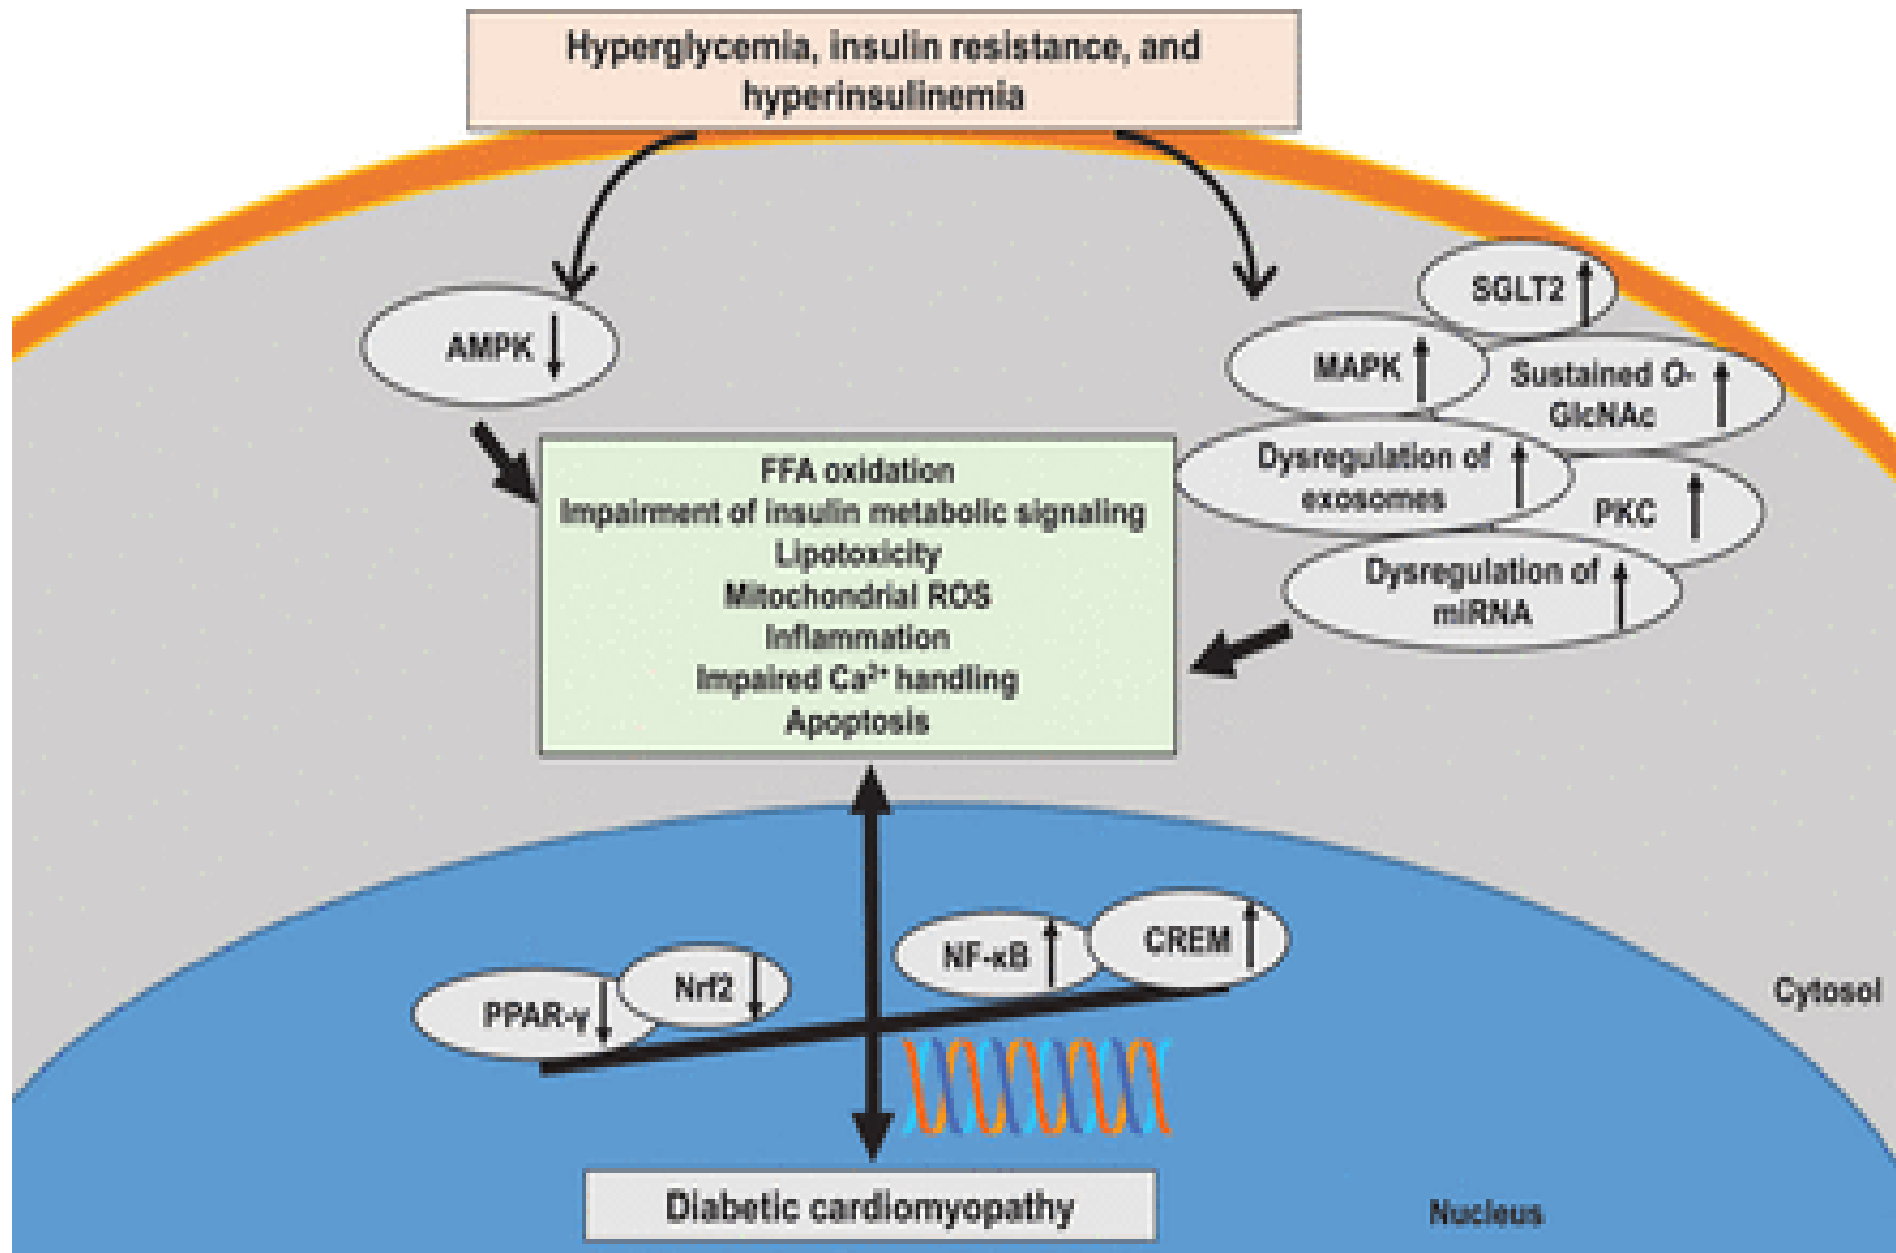 Hyperglycemia, insulin resistance, and
hyperinsulinemia
SGLT2
AMPK
MAPK
Sustained O-
GlcNAc
Dysregulation of
exosomes
PKC
Dysregulation of
miRNA
FFA oxidation
Impairment of insulin metabolic signaling
Lipotoxicity
Mitochondrial ROS
Inflammation
Impaired Ca²⁺ handling
Apoptosis
NF-κB
CREM
PPAR-γ
Nrf2
Cytosol
Diabetic cardiomyopathy
Nucleus